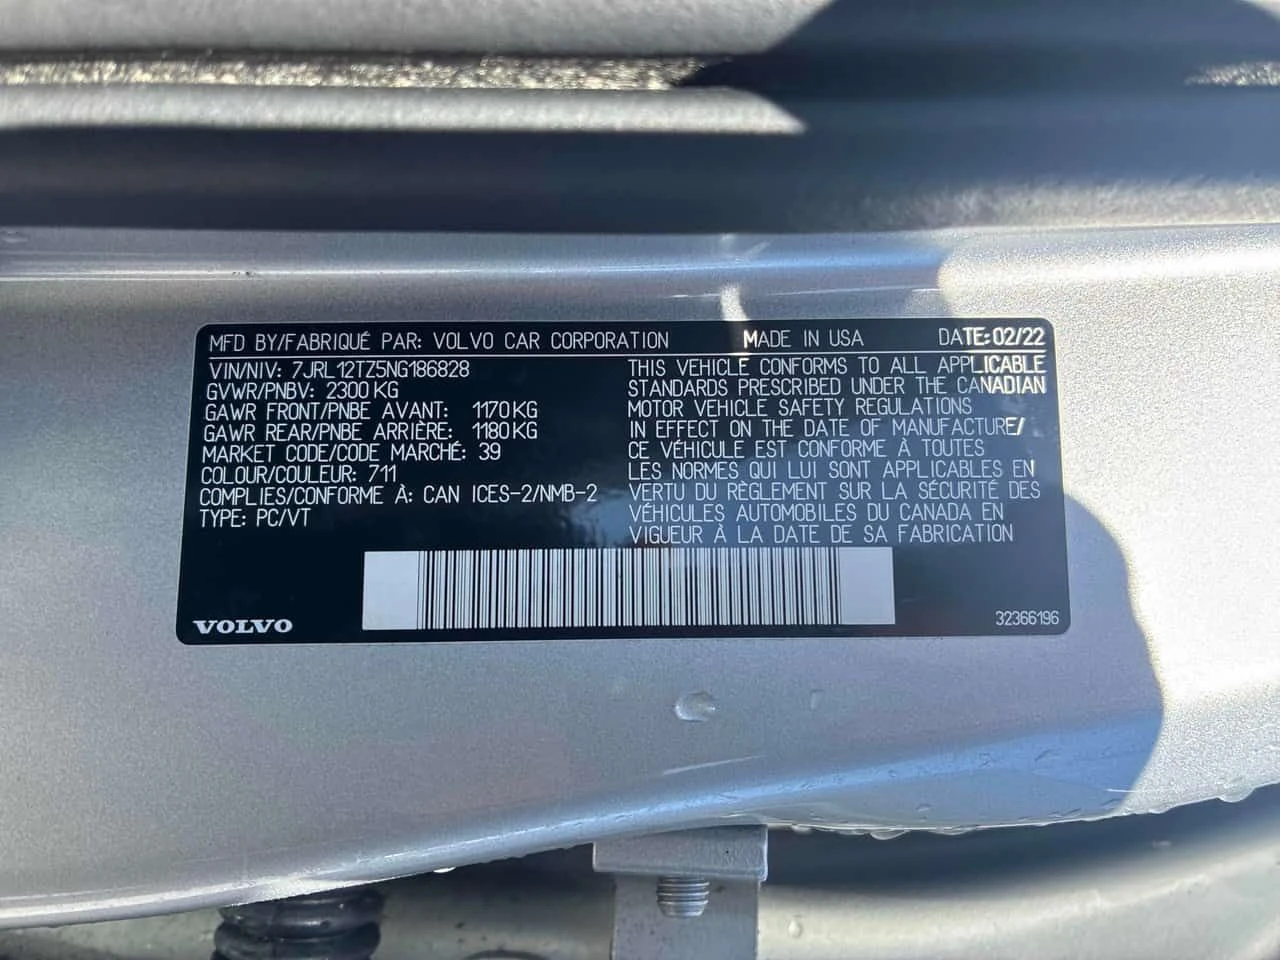 MFD BY/FABRIQUÉ PAR: VOLVO CAR CORPORATION MADE IN USA DATE: 02/22
VIN/NIV: 7JRL12TZ5NG186828
GVWR/PNBV: 2300 KG
GAWR FRONT/PNBE AVANT: 1170 KG
GAWR REAR/PNBE ARRIÈRE: 1180 KG
MARKET CODE/CODE MARCHÉ: 39
COLOUR/COULEUR: 711
COMPLIES/CONFORME À: CAN ICES-2/NMB-2
TYPE: PC/VT
THIS VEHICLE CONFORMS TO ALL APPLICABLE
STANDARDS PRESCRIBED UNDER THE CANADIAN
MOTOR VEHICLE SAFETY REGULATIONS
IN EFFECT ON THE DATE OF MANUFACTURE/
CE VÉHICULE EST CONFORME À TOUTES
LES NORMES QUI LUI SONT APPLICABLES EN
VERTU DU RÈGLEMENT SUR LA SÉCURITÉ DES
VÉHICULES AUTOMOBILES DU CANADA EN
VIGUEUR À LA DATE DE SA FABRICATION
VOLVO
32366196